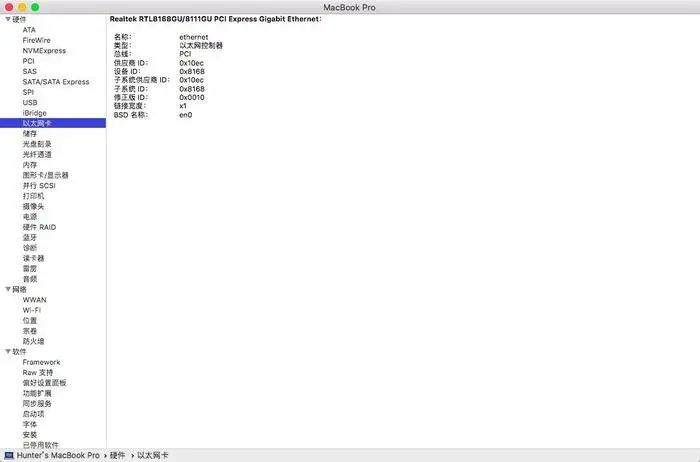 MacBook Pro
硬件
ATA
FireWire
NVMExpress
PCI
SAS
SATA/SATA Express
SPI
USB
iBridge
以太网卡
储存
光盘刻录
光纤通道
内存
图形卡/显示器
并行 SCSI
打印机
摄像头
电源
硬件 RAID
蓝牙
诊断
读卡器
雷雳
音频
网络
WWAN
Wi-Fi
位置
宗卷
防火墙
软件
Framework
Raw 支持
偏好设置面板
功能扩展
同步服务
启动项
字体
安装
已停用软件
Realtek RTL8168GU/8111GU PCI Express Gigabit Ethernet:
名称: ethernet
类型: 以太网控制器
总线: PCI
供应商 ID: 0x10ec
设备 ID: 0x8168
子系统供应商 ID: 0x10ec
子系统 ID: 0x8168
修正版 ID: 0x0010
链接宽度: x1
BSD 名称: en0
Hunter's MacBook Pro › 硬件 › 以太网卡